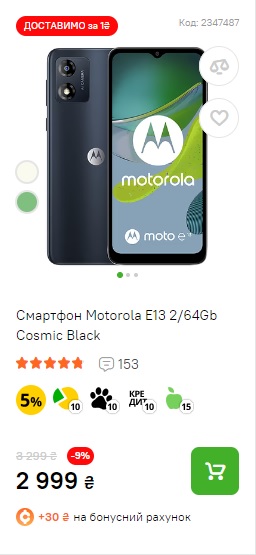 ДОСТАВИМО за 1₴
Код: 2347487
motorola
moto e¹³
Смартфон Motorola E13 2/64Gb
Cosmic Black
153
5%
10
10
КРЕ
ДИТ
10
15
3 299 ₴
-9%
2 999 ₴
+30 ₴ на бонусний рахунок